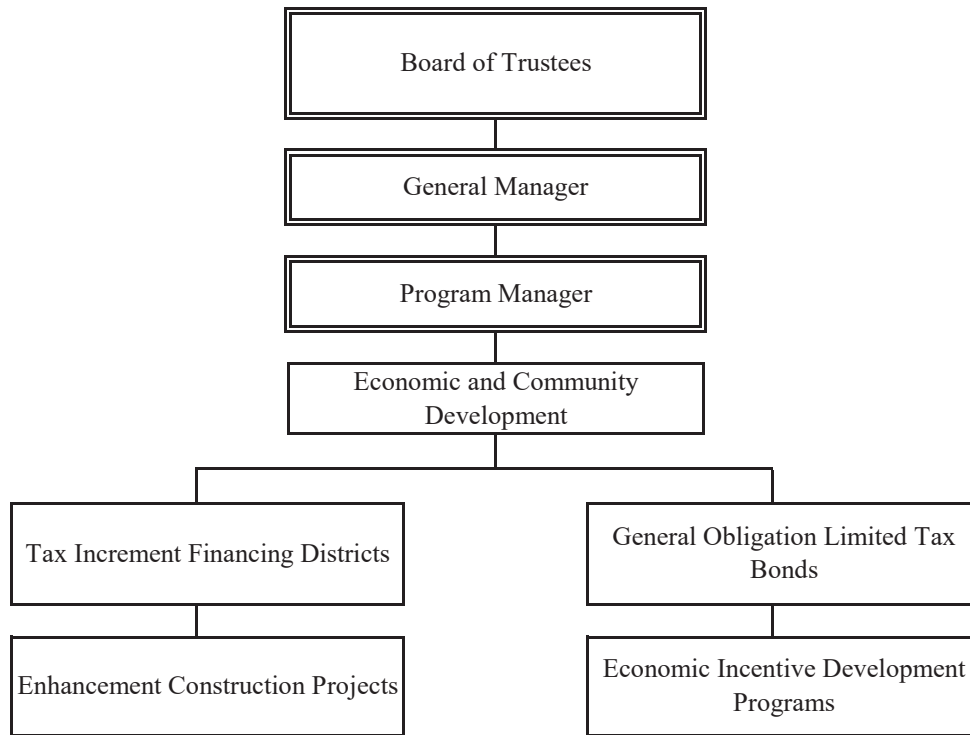 Board of Trustees
General Manager
Program Manager
Economic and Community
Development
Tax Increment Financing Districts
General Obligation Limited Tax
Bonds
Enhancement Construction Projects
Economic Incentive Development
Programs